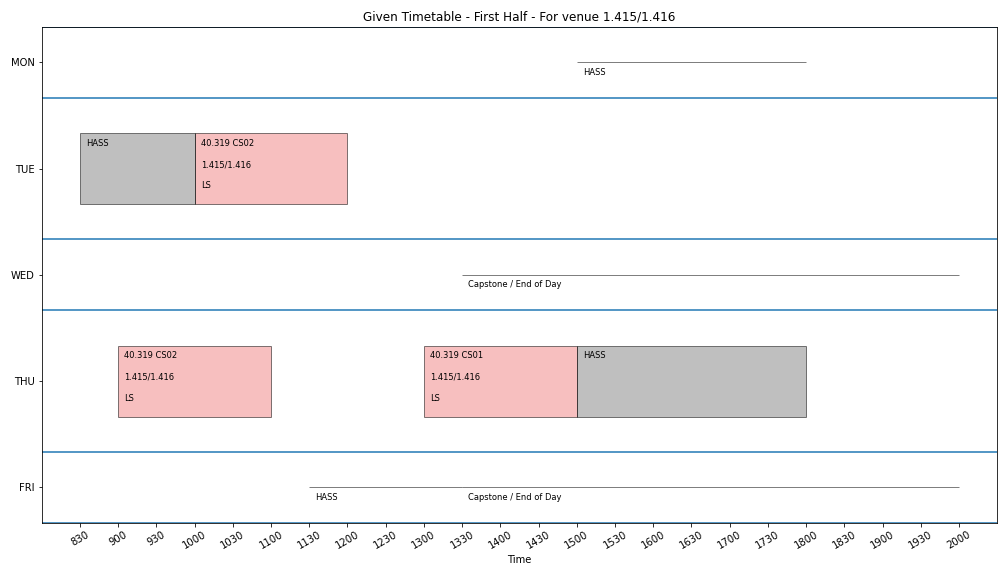 Given Timetable - First Half - For venue 1.415/1.416
MON
HASS
TUE
HASS
40.319 CS02
1.415/1.416
LS
WED
Capstone / End of Day
THU
40.319 CS02
1.415/1.416
LS
40.319 CS01
1.415/1.416
LS
HASS
FRI
HASS
Capstone / End of Day
830 900 930 1000 1030 1100 1130 1200 1230 1300 1330 1400 1430 1500 1530 1600 1630 1700 1730 1800 1830 1900 1930 2000
Time